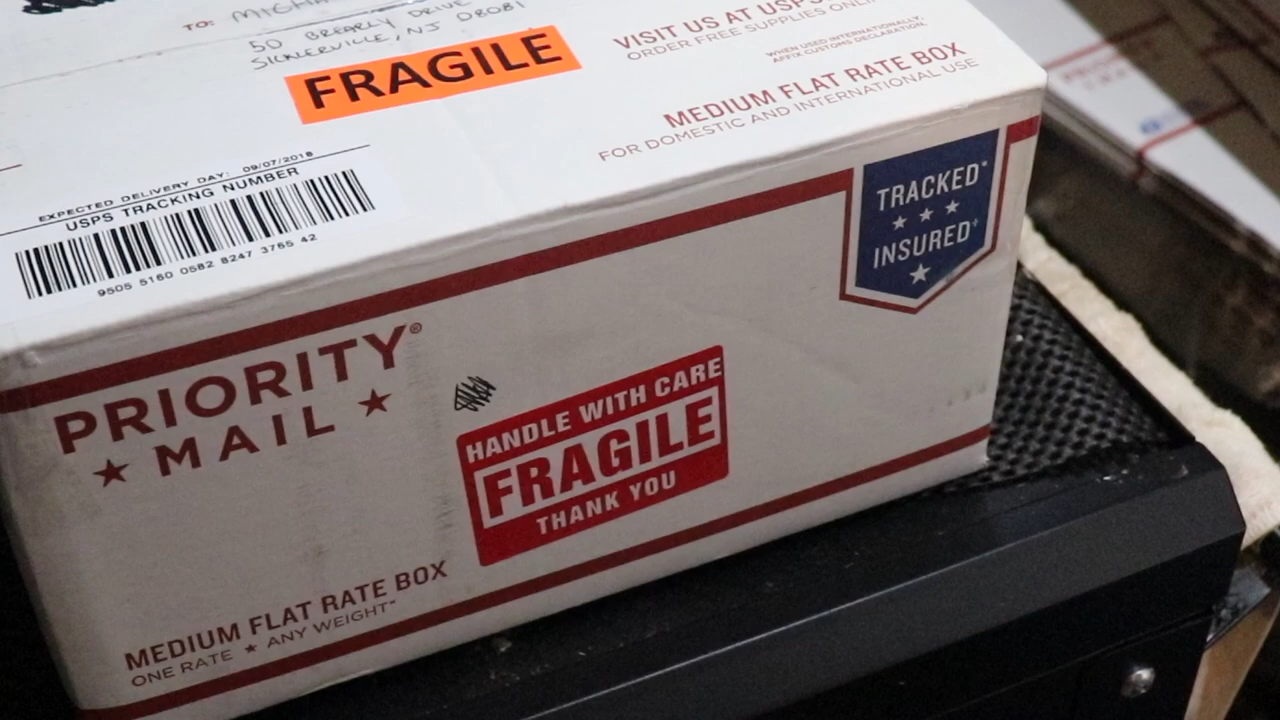 TO:
50 BREARLY DRIVE
SICKLERVILLE, NJ 08081
FRAGILE
VISIT US AT
ORDER FREE SUPPLIES ONLINE
WHEN USED INTERNATIONALLY,
AFFIX CUSTOMS DECLARATION.
MEDIUM FLAT RATE BOX
FOR DOMESTIC AND INTERNATIONAL USE
EXPECTED DELIVERY DAY: 09/07/2018
USPS TRACKING NUMBER
9505 5160 0582 8247 3765 42
TRACKED*
INSURED†
PRIORITY®
★ MAIL ★
HANDLE WITH CARE
FRAGILE
THANK YOU
MEDIUM FLAT RATE BOX
ONE RATE ★ ANY WEIGHT*